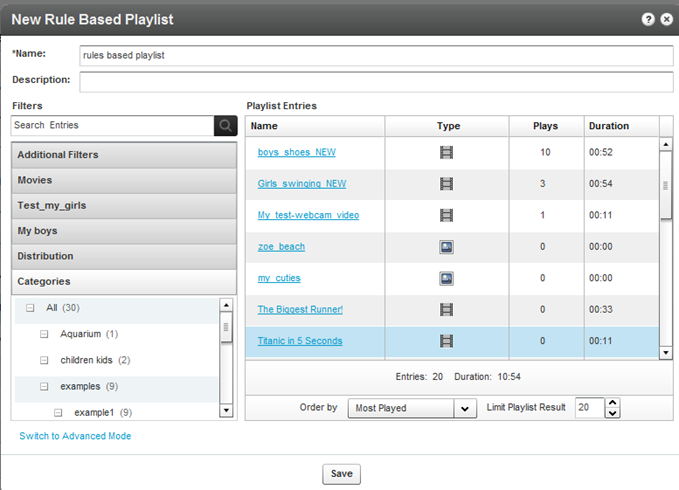 New Rule Based Playlist
*Name: rules based playlist
Description:
Filters
Search Entries
Additional Filters
Movies
Test_my_girls
My boys
Distribution
Categories
All (30)
Aquarium (1)
children kids (2)
examples (9)
example1 (9)
Switch to Advanced Mode
Playlist Entries
Name Type Plays Duration
boys_shoes_NEW 10 00:52
Girls_swinging_NEW 3 00:54
My_test-webcam_video 1 00:11
zoe_beach 0 00:00
my_cuties 0 00:00
The Biggest Runner! 0 00:33
Titanic in 5 Seconds 0 00:11
Entries: 20 Duration: 10:54
Order by Most Played Limit Playlist Result 20
Save